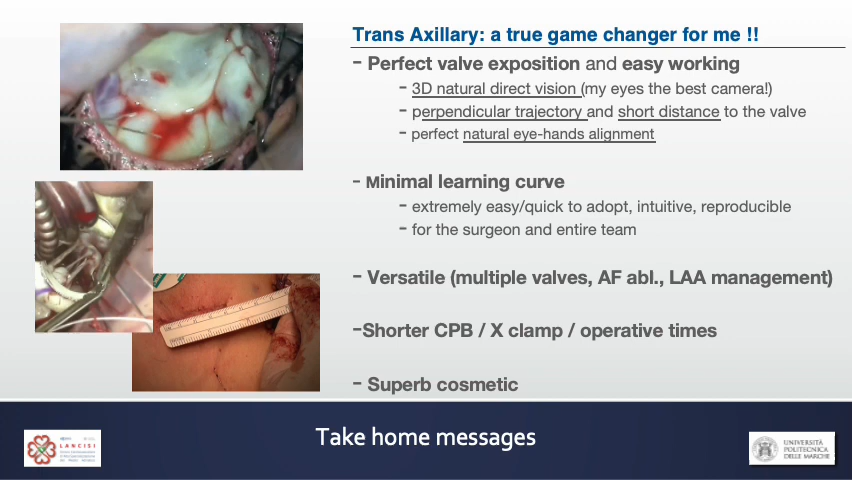 Trans Axillary: a true game changer for me !!
- Perfect valve exposition and easy working
- 3D natural direct vision (my eyes the best camera!)
- perpendicular trajectory and short distance to the valve
- perfect natural eye-hands alignment
- Minimal learning curve
- extremely easy/quick to adopt, intuitive, reproducible
- for the surgeon and entire team
- Versatile (multiple valves, AF abl., LAA management)
-Shorter CPB / X clamp / operative times
- Superb cosmetic
Take home messages
LANCISI
UNIVERSITÀ
POLITECNICA
DELLE MARCHE